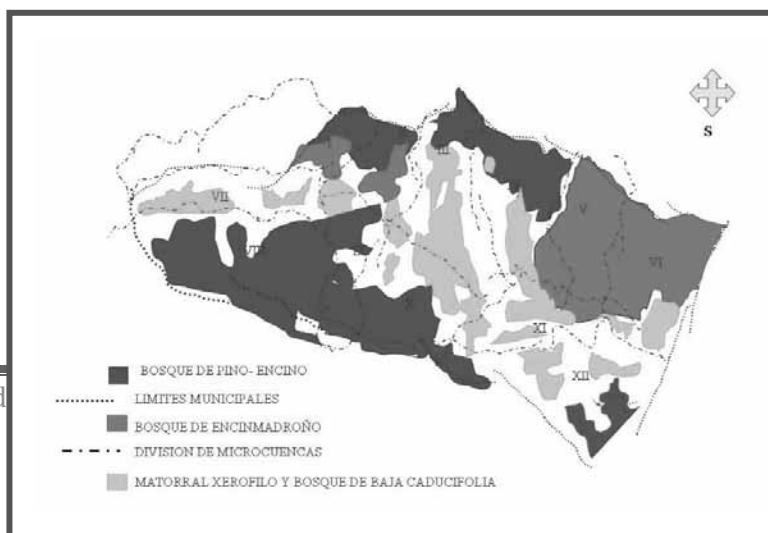 S
III
VII
V
VI
X
XI
XII
BOSQUE DE PINO- ENCINO
LIMITES MUNICIPALES
BOSQUE DE ENCINMADROÑO
DIVISION DE MICROCUENCAS
MATORRAL XEROFILO Y BOSQUE DE BAJA CADUCIFOLIA